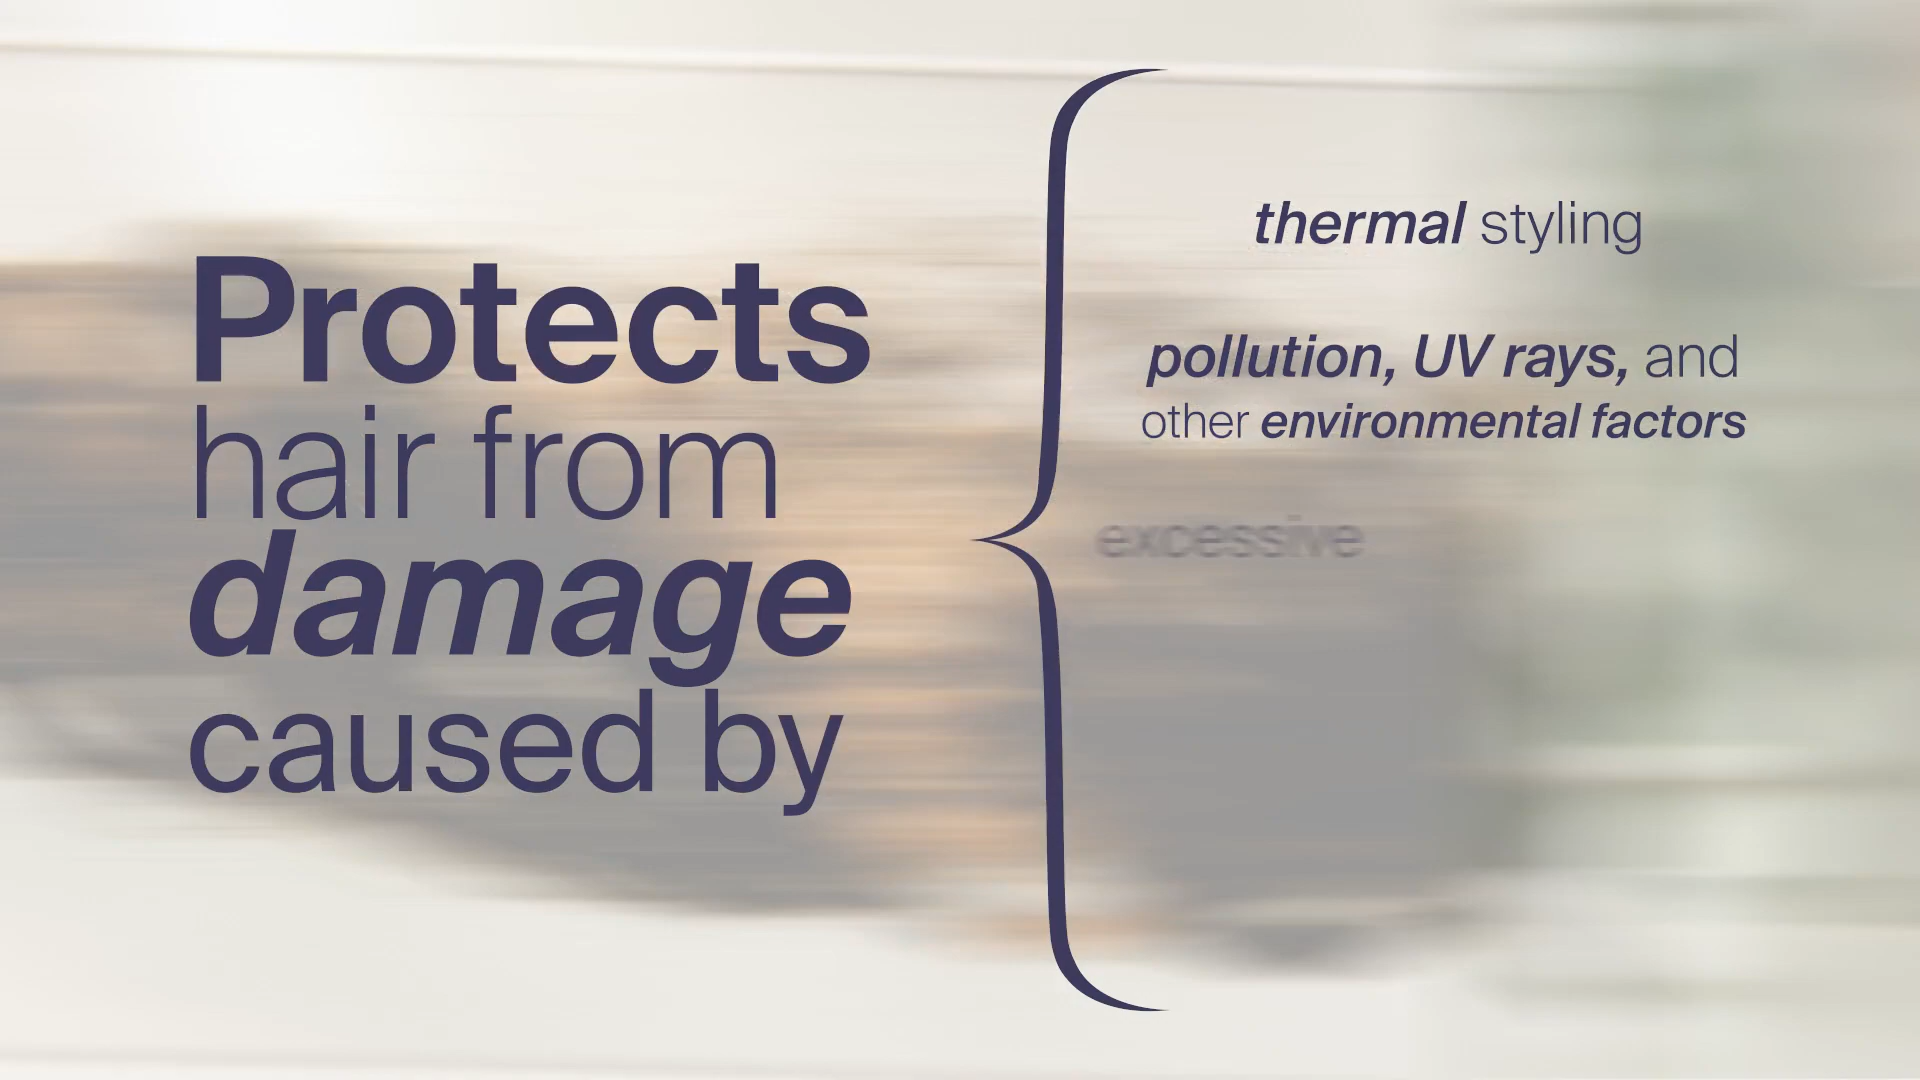 Protects
hair from
damage
caused by
thermal styling
pollution, UV rays, and
other environmental factors
excessive